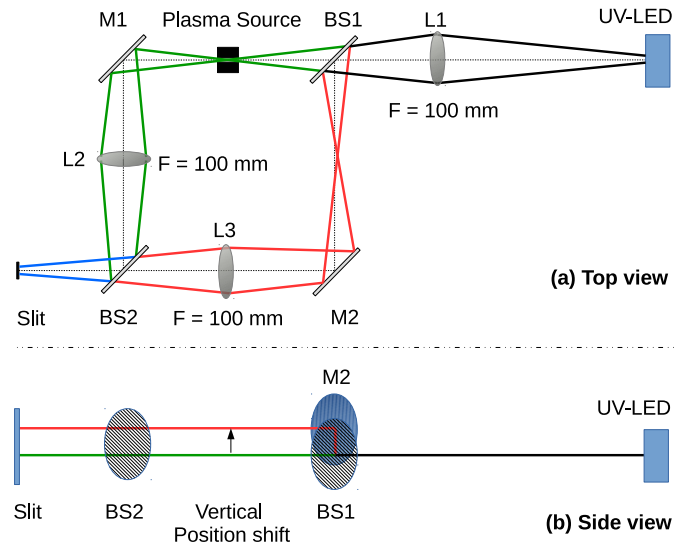 M1
Plasma Source
BS1
L1
UV-LED
F = 100 mm
L2
F = 100 mm
L3
(a) Top view
F = 100 mm
Slit
BS2
M2
M2
UV-LED
Slit
BS2
Vertical
Position shift
BS1
(b) Side view